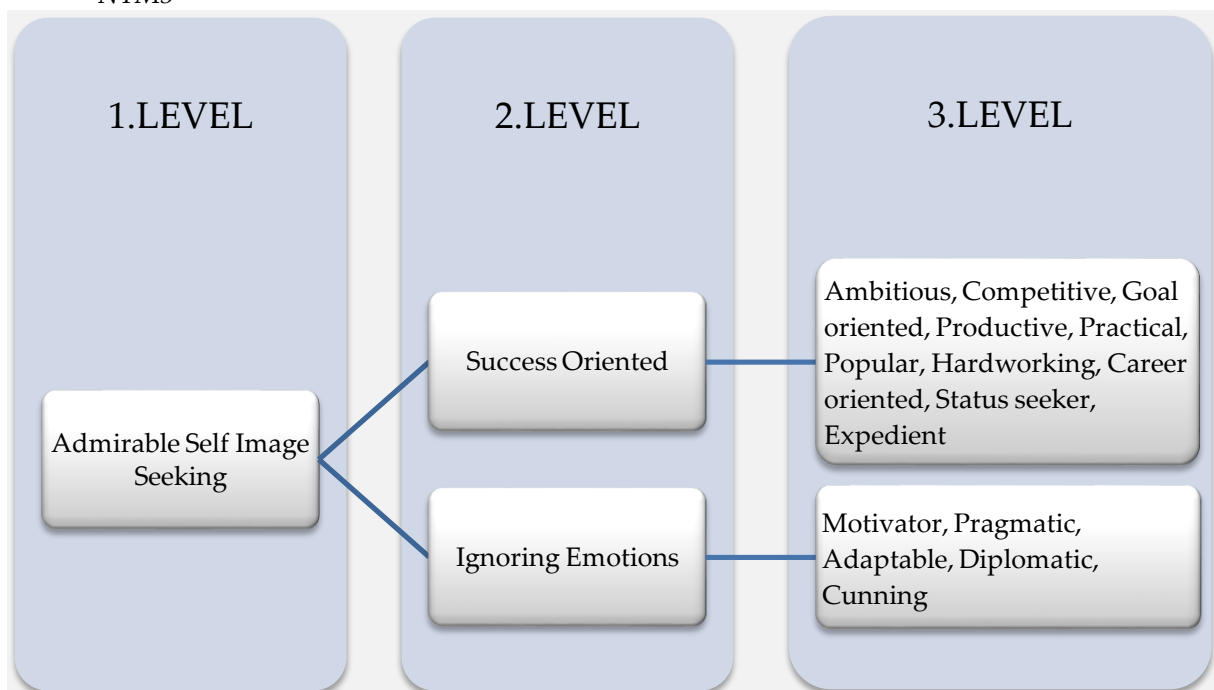 1.LEVEL
2.LEVEL
3.LEVEL
Admirable Self Image
Seeking
Success Oriented
Ignoring Emotions
Ambitious, Competitive, Goal
oriented, Productive, Practical,
Popular, Hardworking, Career
oriented, Status seeker,
Expedient
Motivator, Pragmatic,
Adaptable, Diplomatic,
Cunning